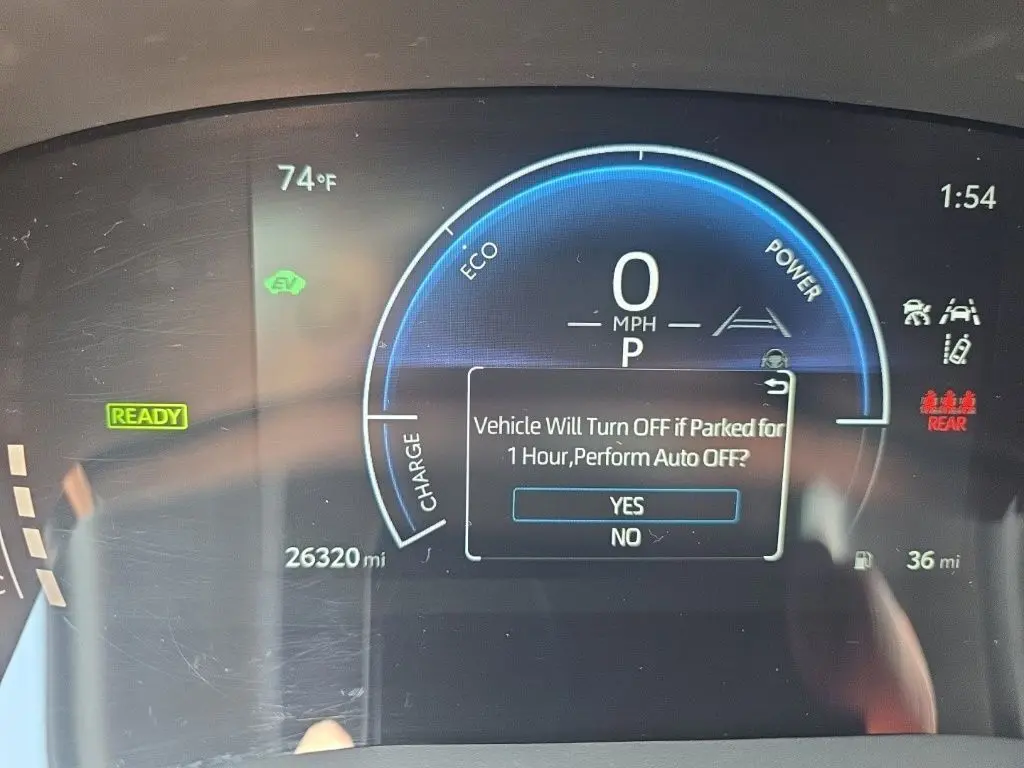 74°F
1:54
ECO
POWER
EV
0
MPH
P
READY
REAR
CHARGE
Vehicle Will Turn OFF if Parked for
1 Hour,Perform Auto OFF?
YES
NO
26320 mi
36 mi